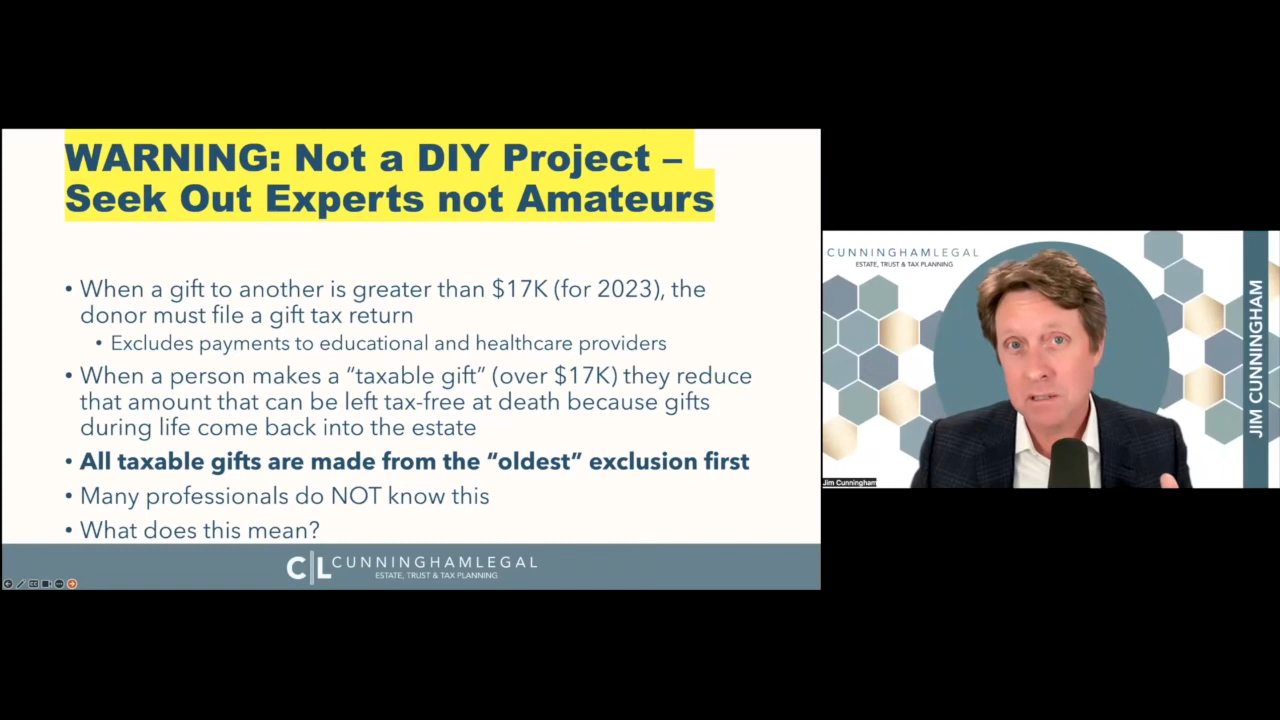 WARNING: Not a DIY Project –
Seek Out Experts not Amateurs
• When a gift to another is greater than $17K (for 2023), the
donor must file a gift tax return
• Excludes payments to educational and healthcare providers
• When a person makes a “taxable gift” (over $17K) they reduce
that amount that can be left tax-free at death because gifts
during life come back into the estate
• All taxable gifts are made from the “oldest” exclusion first
• Many professionals do NOT know this
• What does this mean?
C|L CUNNINGHAMLEGAL
ESTATE, TRUST & TAX PLANNING
CUNNINGHAMLEGAL
ESTATE, TRUST & TAX PLANNING
JIM CUNNINGHAM
Jim Cunningham